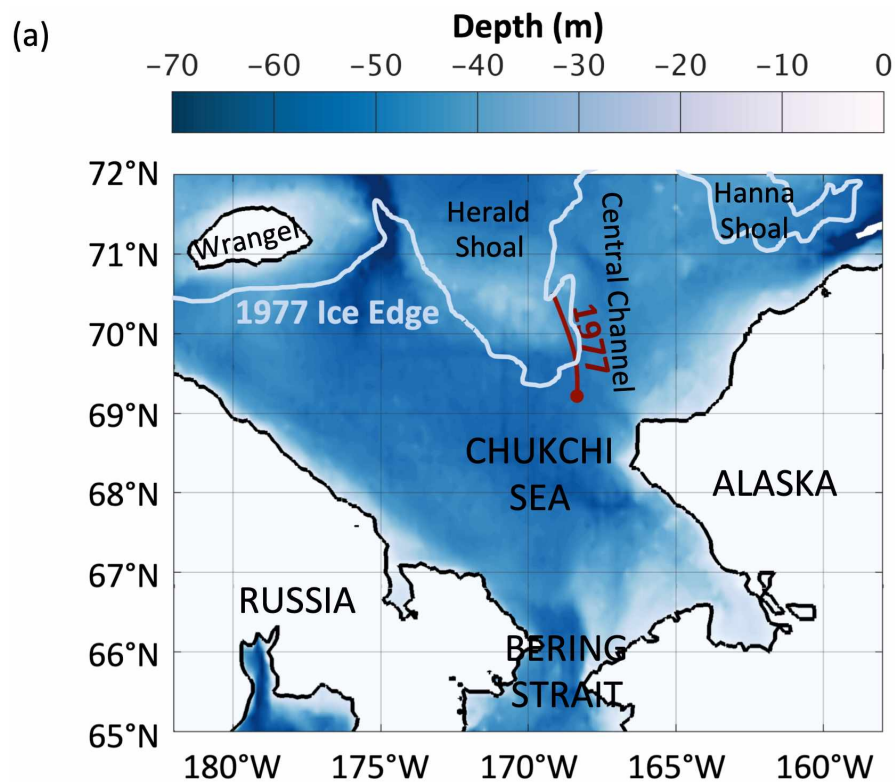 (a)
Depth (m)
−70 −60 −50 −40 −30 −20 −10 0
72°N
71°N
70°N
69°N
68°N
67°N
66°N
65°N
Wrangel
Herald
Shoal
Central Channel
Hanna
Shoal
1977 Ice Edge
1977
CHUKCHI
SEA
ALASKA
RUSSIA
BERING
STRAIT
180°W 175°W 170°W 165°W 160°W